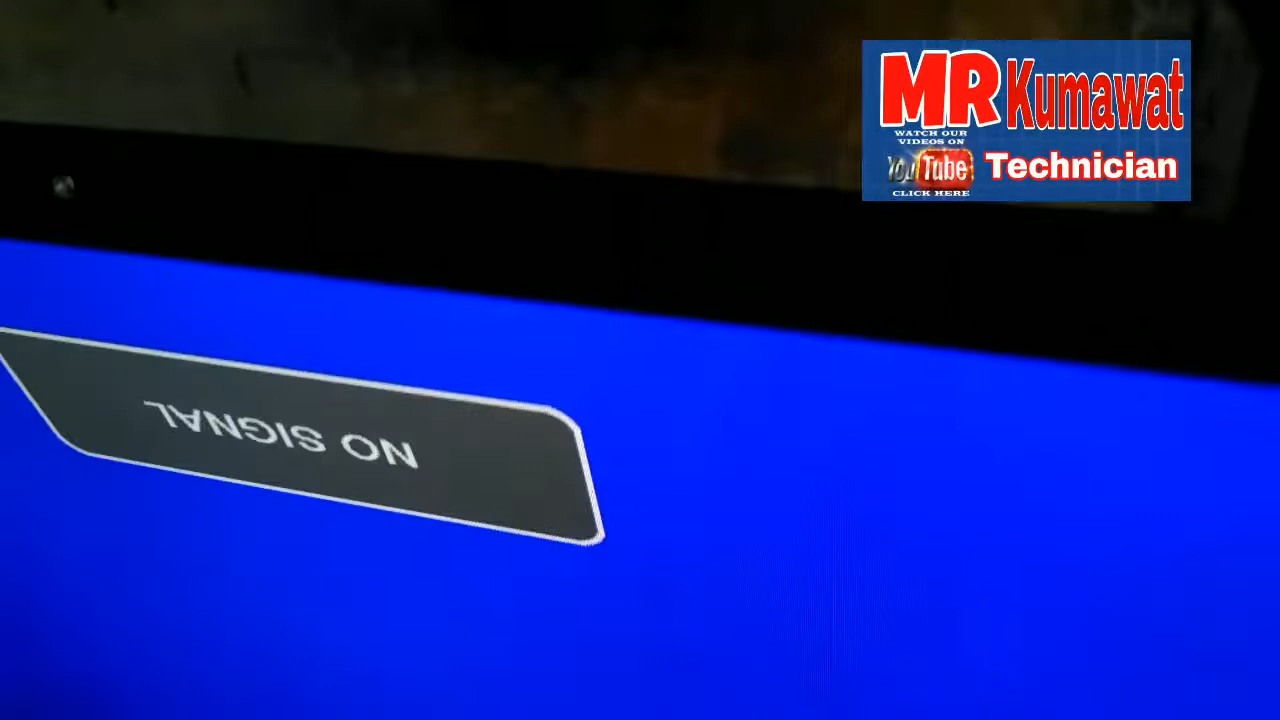 MR Kumawat
WATCH OUR
VIDEOS ON
YouTube Technician
CLICK HERE
NO SIGNAL